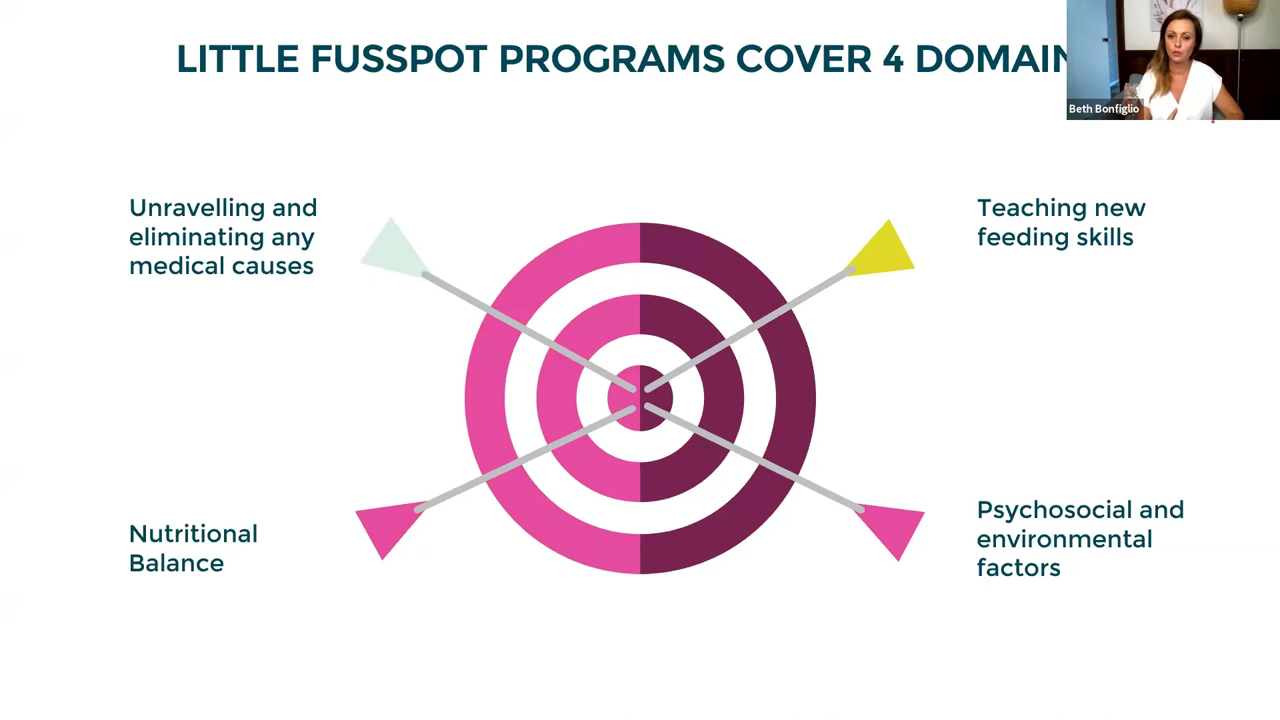 LITTLE FUSSPOT PROGRAMS COVER 4 DOMAIN
Beth Bonfiglio
Unravelling and
eliminating any
medical causes
Teaching new
feeding skills
Nutritional
Balance
Psychosocial and
environmental
factors